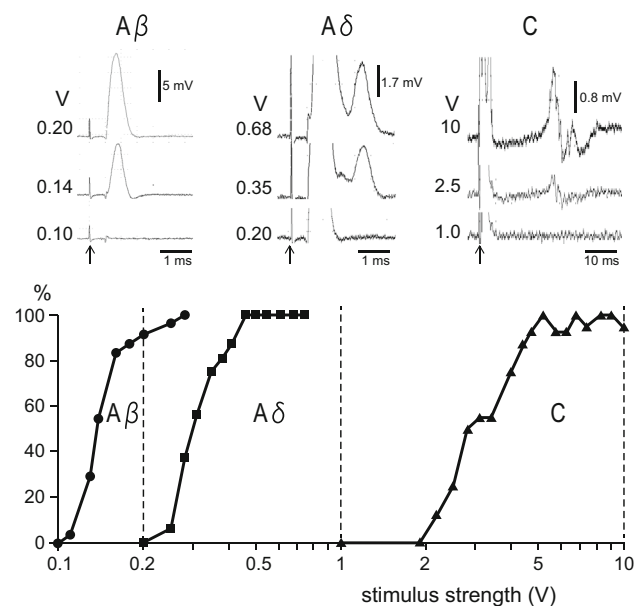 Aβ Aδ C
V 5 mV V 1.7 mV V 0.8 mV
0.20 0.68 10
0.14 0.35 2.5
0.10 0.20 1.0
1 ms 1 ms 10 ms
%
100
80
60
40
20
0
Aβ Aδ C
0.1 0.2 0.5 1 2 5 10
stimulus strength (V)